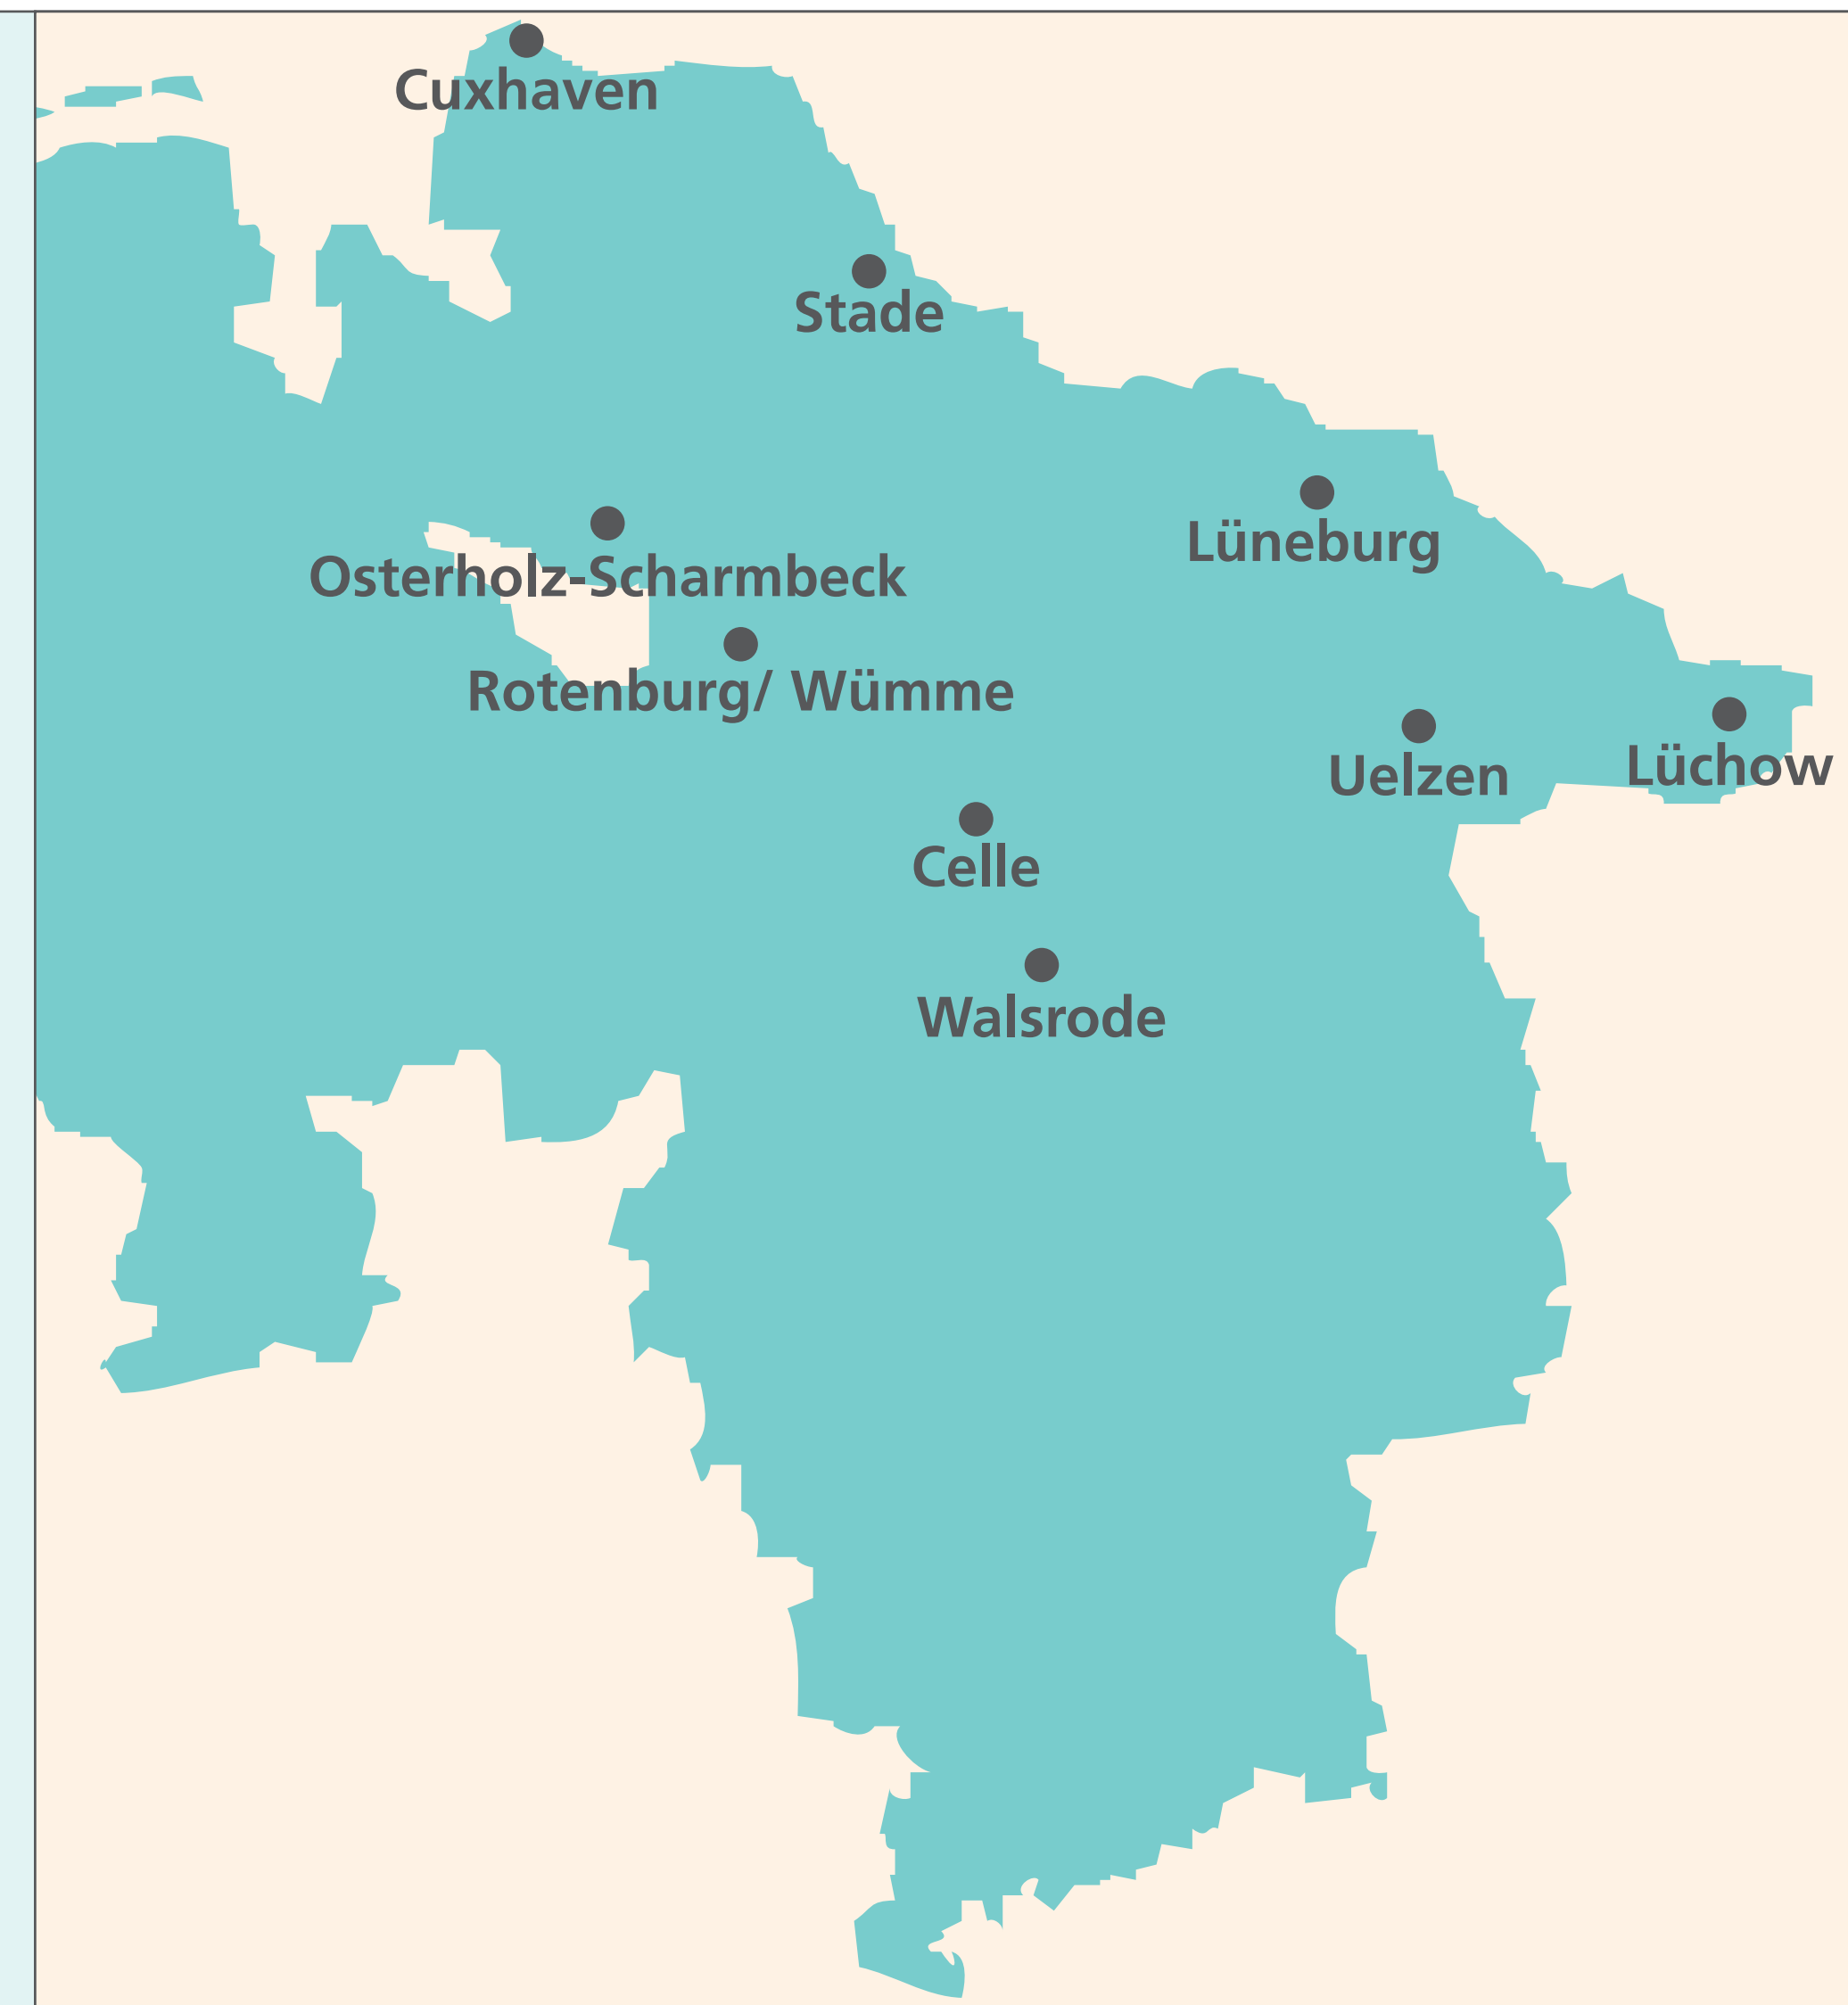 Cuxhaven
Stade
Lüneburg
Osterholz-Scharmbeck
Rotenburg/ Wümme
Uelzen
Lüchow
Celle
Walsrode